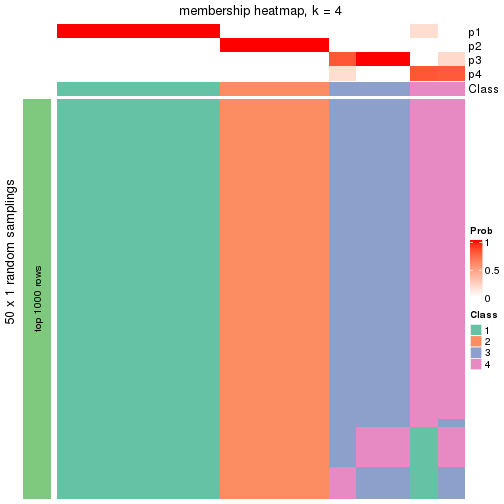 membership heatmap, k = 4
p1
p2
p3
p4
Class
50 x 1 random samplings
top 1000 rows
Prob
1
0.5
0
Class
1
2
3
4